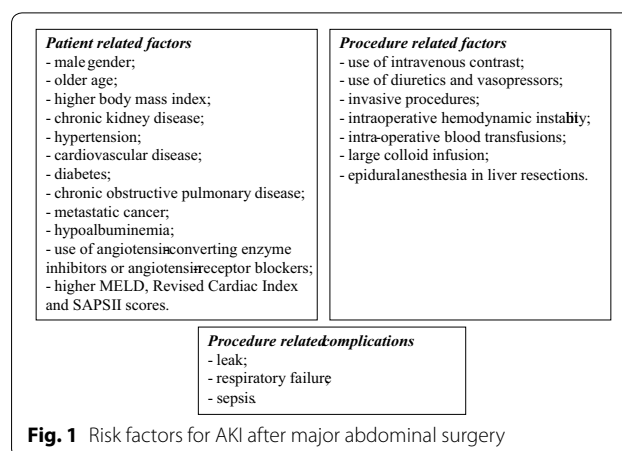 Patient related factors
- male gender;
- older age;
- higher body mass index;
- chronic kidney disease;
- hypertension;
- cardiovascular disease;
- diabetes;
- chronic obstructive pulmonary disease;
- metastatic cancer;
- hypoalbuminemia;
- use of angiotensin-converting enzyme
inhibitors or angiotensin-receptor blockers;
- higher MELD, Revised Cardiac Index
and SAPSII scores.
Procedure related factors
- use of intravenous contrast;
- use of diuretics and vasopressors;
- invasive procedures;
- intraoperative hemodynamic instability;
- intra-operative blood transfusions;
- large colloid infusion;
- epidural anesthesia in liver resections.
Procedure related complications
- leak;
- respiratory failure;
- sepsis.
Fig. 1 Risk factors for AKI after major abdominal surgery